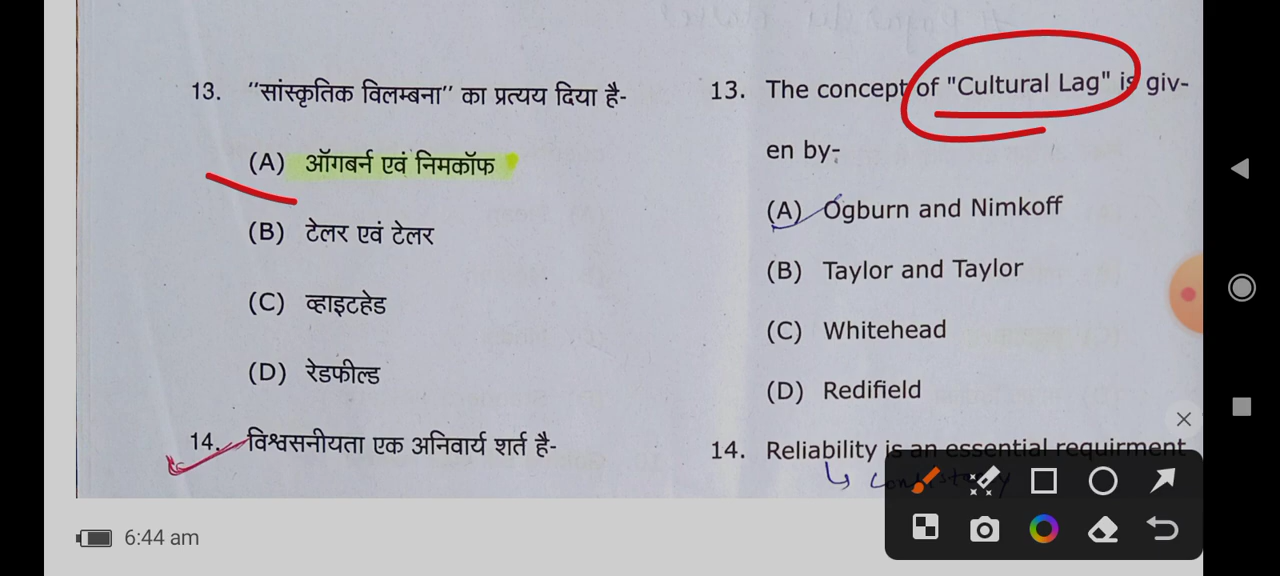 13. "सांस्कृतिक विलम्बना" का प्रत्यय दिया है-
(A) ऑगबर्न एवं निमकॉफ
(B) टेलर एवं टेलर
(C) व्हाइटहेड
(D) रेडफील्ड
14. विश्वसनीयता एक अनिवार्य शर्त है-
13. The concept of "Cultural Lag" is giv-
en by-
(A) Ogburn and Nimkoff
(B) Taylor and Taylor
(C) Whitehead
(D) Redifield
14. Reliability is an essential requirment
6:44 am